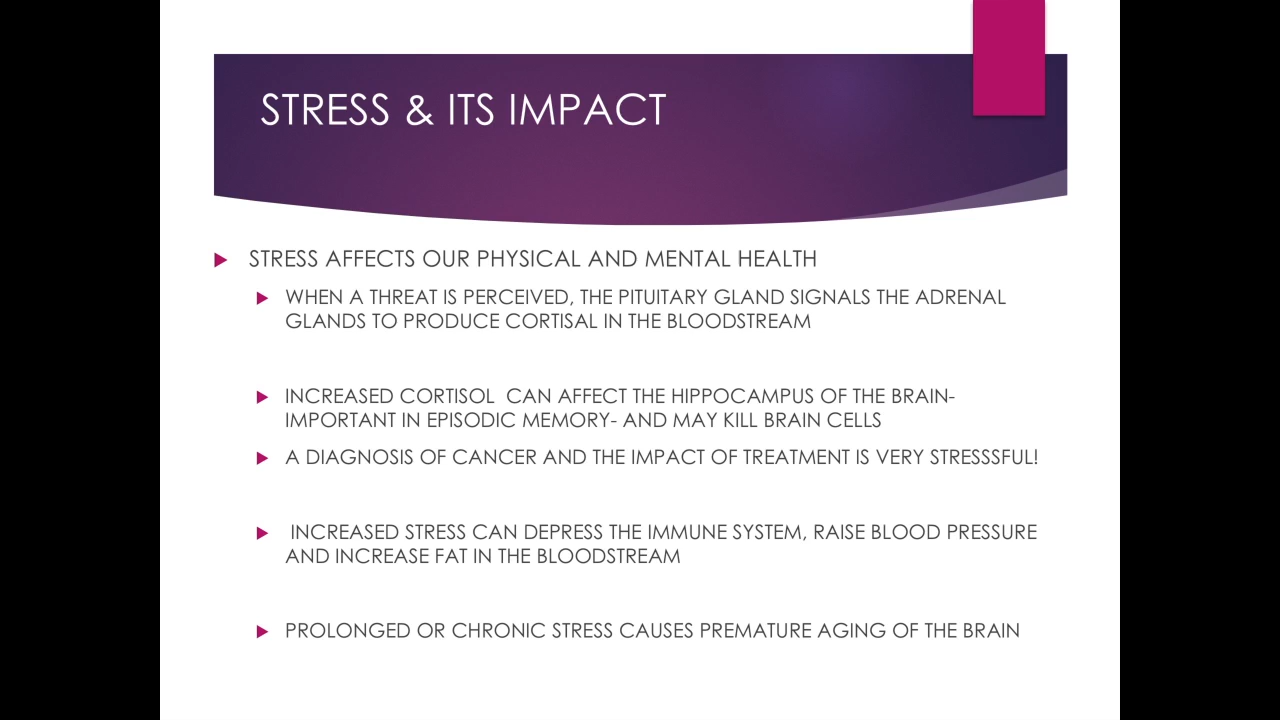 STRESS & ITS IMPACT
STRESS AFFECTS OUR PHYSICAL AND MENTAL HEALTH
WHEN A THREAT IS PERCEIVED, THE PITUITARY GLAND SIGNALS THE ADRENAL
GLANDS TO PRODUCE CORTISAL IN THE BLOODSTREAM
INCREASED CORTISOL  CAN AFFECT THE HIPPOCAMPUS OF THE BRAIN-
IMPORTANT IN EPISODIC MEMORY- AND MAY KILL BRAIN CELLS
A DIAGNOSIS OF CANCER AND THE IMPACT OF TREATMENT IS VERY STRESSSFUL!
INCREASED STRESS CAN DEPRESS THE IMMUNE SYSTEM, RAISE BLOOD PRESSURE
AND INCREASE FAT IN THE BLOODSTREAM
PROLONGED OR CHRONIC STRESS CAUSES PREMATURE AGING OF THE BRAIN